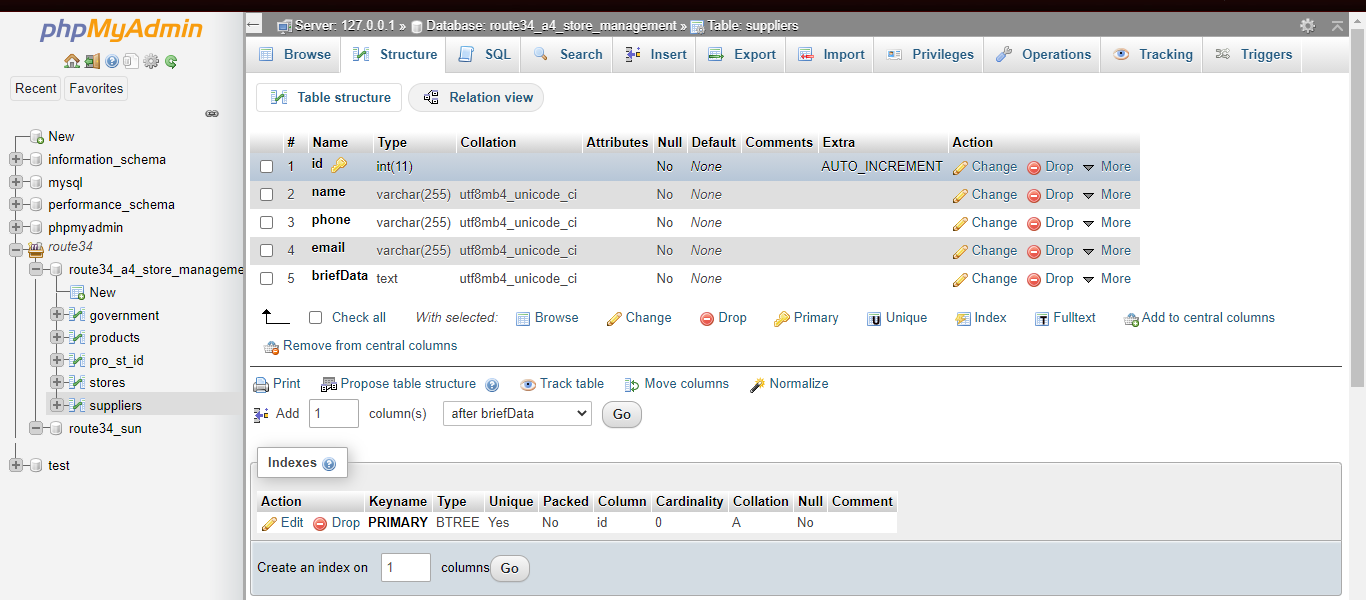 phpMyAdmin
Recent Favorites
New
information_schema
mysql
performance_schema
phpmyadmin
route34
route34_a4_store_manageme
New
government
products
pro_st_id
stores
suppliers
route34_sun
test
Server: 127.0.0.1 » Database: route34_a4_store_management » Table: suppliers
Browse Structure SQL Search Insert Export Import Privileges Operations Tracking Triggers
Table structure Relation view
# Name Type Collation Attributes Null Default Comments Extra Action
1 id int(11) No None AUTO_INCREMENT Change Drop More
2 name varchar(255) utf8mb4_unicode_ci No None Change Drop More
3 phone varchar(255) utf8mb4_unicode_ci No None Change Drop More
4 email varchar(255) utf8mb4_unicode_ci No None Change Drop More
5 briefData text utf8mb4_unicode_ci No None Change Drop More
Check all With selected: Browse Change Drop Primary Unique Index Fulltext Add to central columns
Remove from central columns
Print Propose table structure Track table Move columns Normalize
Add 1 column(s) after briefData Go
Indexes
Action Keyname Type Unique Packed Column Cardinality Collation Null Comment
Edit Drop PRIMARY BTREE Yes No id 0 A No
Create an index on 1 columns Go